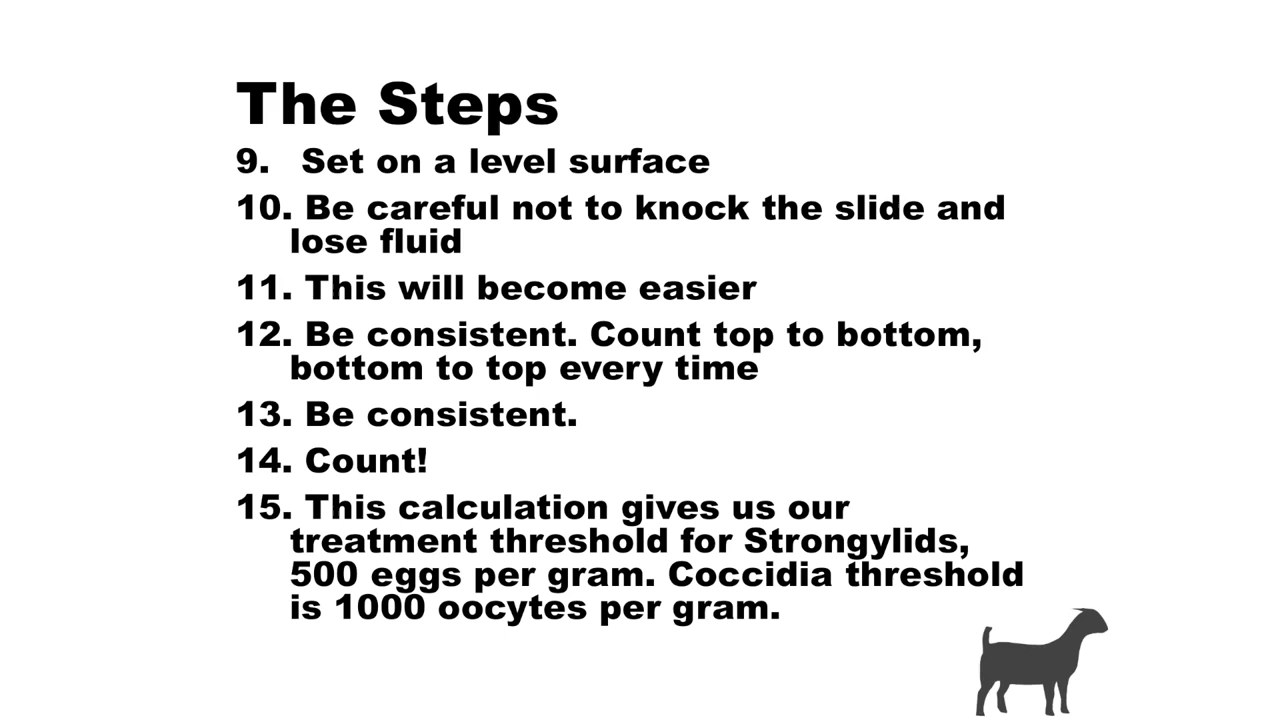 The Steps
9. Set on a level surface
10. Be careful not to knock the slide and
lose fluid
11. This will become easier
12. Be consistent. Count top to bottom,
bottom to top every time
13. Be consistent.
14. Count!
15. This calculation gives us our
treatment threshold for Strongylids,
500 eggs per gram. Coccidia threshold
is 1000 oocytes per gram.